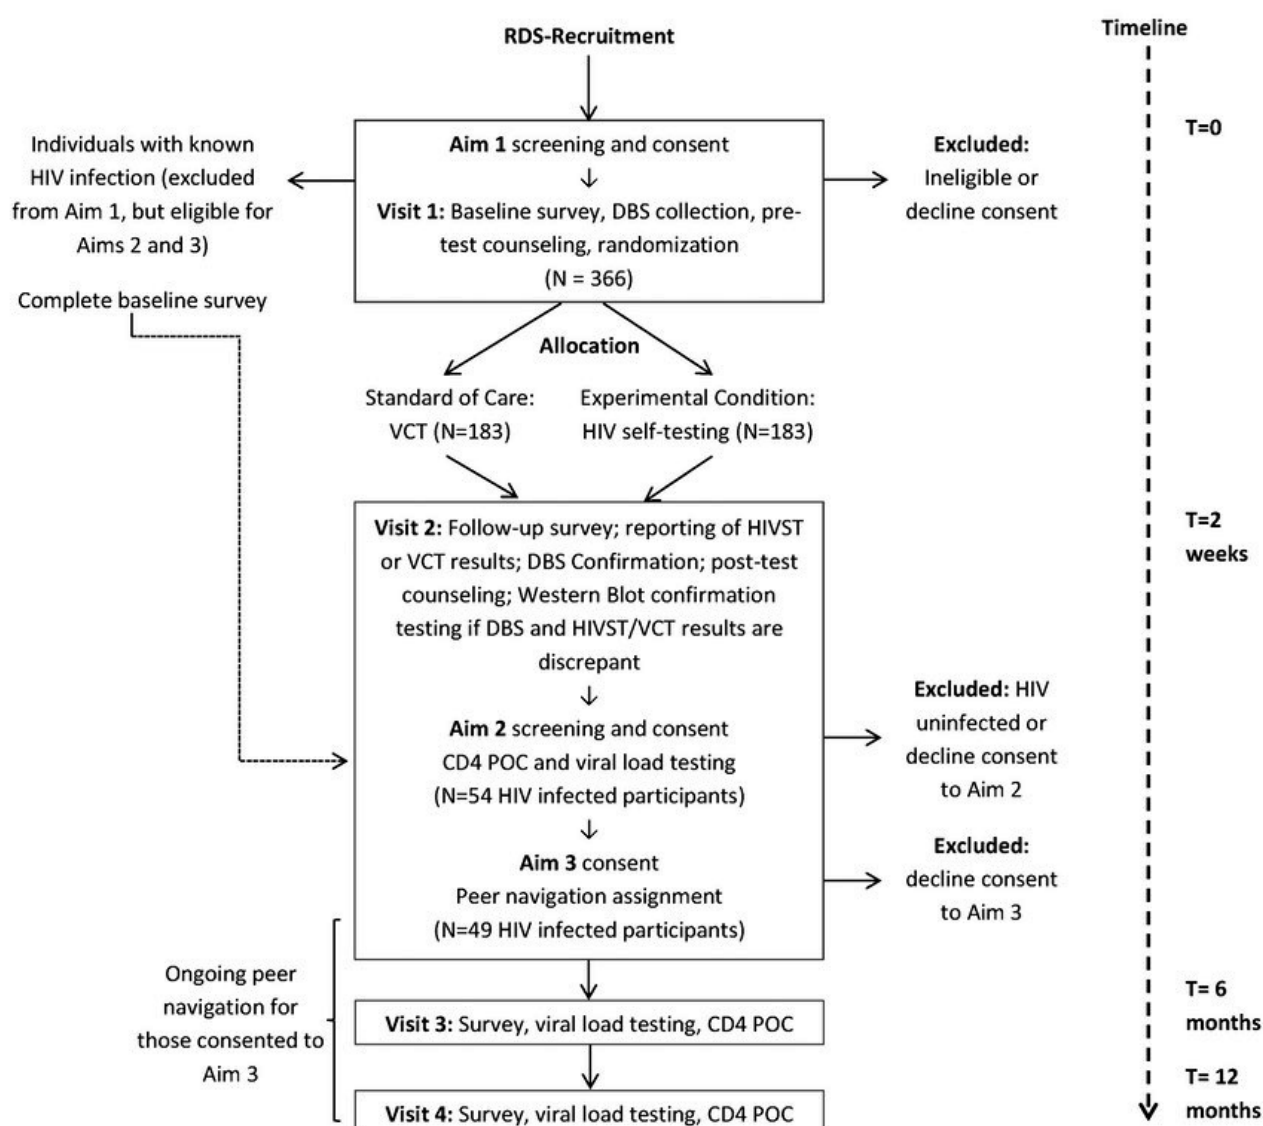 RDS-Recruitment
Timeline
T=0
Individuals with known
HIV infection (excluded
from Aim 1, but eligible for
Aims 2 and 3)
Complete baseline survey
Aim 1 screening and consent
Visit 1: Baseline survey, DBS collection, pre-
test counseling, randomization
(N = 366)
Excluded:
Ineligible or
decline consent
Allocation
Standard of Care:
VCT (N=183)
Experimental Condition:
HIV self-testing (N=183)
Visit 2: Follow-up survey; reporting of HIVST
or VCT results; DBS Confirmation; post-test
counseling; Western Blot confirmation
testing if DBS and HIVST/VCT results are
discrepant
T=2
weeks
Aim 2 screening and consent
CD4 POC and viral load testing
(N=54 HIV infected participants)
Excluded: HIV
uninfected or
decline consent
to Aim 2
Aim 3 consent
Peer navigation assignment
(N=49 HIV infected participants)
Excluded:
decline consent
to Aim 3
Ongoing peer
navigation for
those consented to
Aim 3
Visit 3: Survey, viral load testing, CD4 POC
T= 6
months
Visit 4: Survey, viral load testing, CD4 POC
T= 12
months